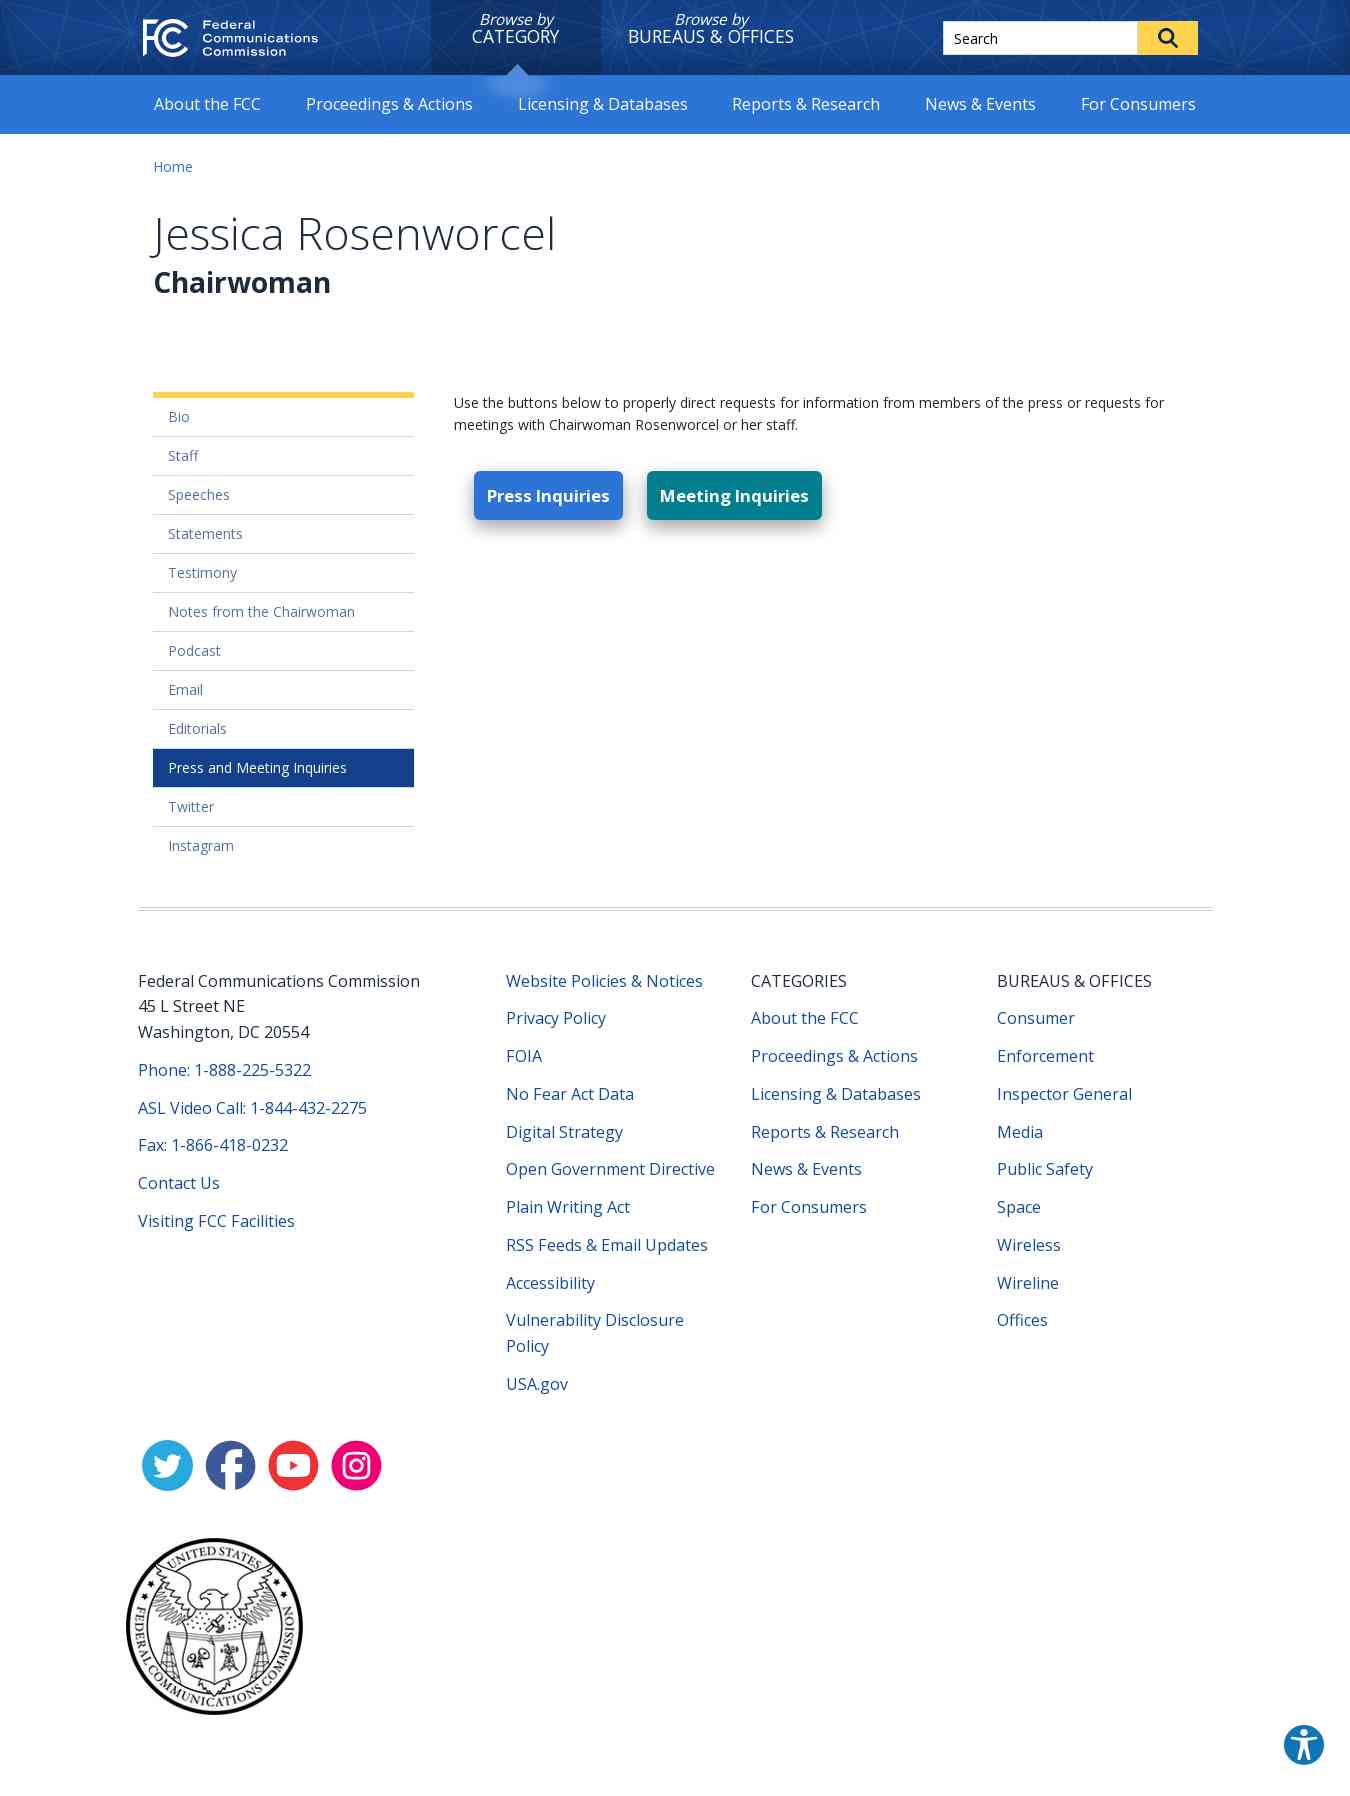 FCC
Federal
Communications
Commission
Browse by
CATEGORY
Browse by
BUREAUS & OFFICES
Search
About the FCC
Proceedings & Actions
Licensing & Databases
Reports & Research
News & Events
For Consumers
Home
Jessica Rosenworcel
Chairwoman
Bio
Staff
Speeches
Statements
Testimony
Notes from the Chairwoman
Podcast
Email
Editorials
Press and Meeting Inquiries
Twitter
Instagram
Use the buttons below to properly direct requests for information from members of the press or requests for
meetings with Chairwoman Rosenworcel or her staff.
Press Inquiries
Meeting Inquiries
Federal Communications Commission
45 L Street NE
Washington, DC 20554
Phone: 1-888-225-5322
ASL Video Call: 1-844-432-2275
Fax: 1-866-418-0232
Contact Us
Visiting FCC Facilities
Website Policies & Notices
Privacy Policy
FOIA
No Fear Act Data
Digital Strategy
Open Government Directive
Plain Writing Act
RSS Feeds & Email Updates
Accessibility
Vulnerability Disclosure
Policy
USA.gov
CATEGORIES
About the FCC
Proceedings & Actions
Licensing & Databases
Reports & Research
News & Events
For Consumers
BUREAUS & OFFICES
Consumer
Enforcement
Inspector General
Media
Public Safety
Space
Wireless
Wireline
Offices
UNITED STATES
FEDERAL COMMUNICATIONS COMMISSION